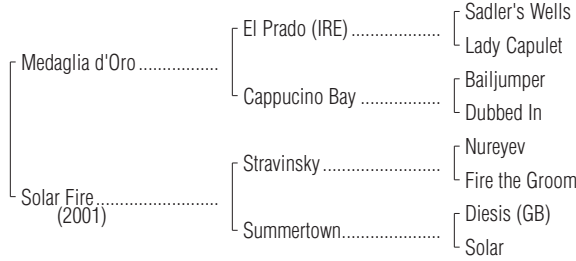 Sadler's Wells
El Prado (IRE) ....................
Lady Capulet
Medaglia d'Oro .................
Bailjumper
Cappucino Bay ..................
Dubbed In
Nureyev
Stravinsky .........................
Fire the Groom
Solar Fire ..........................
(2001)
Diesis (GB)
Summertown .....................
Solar